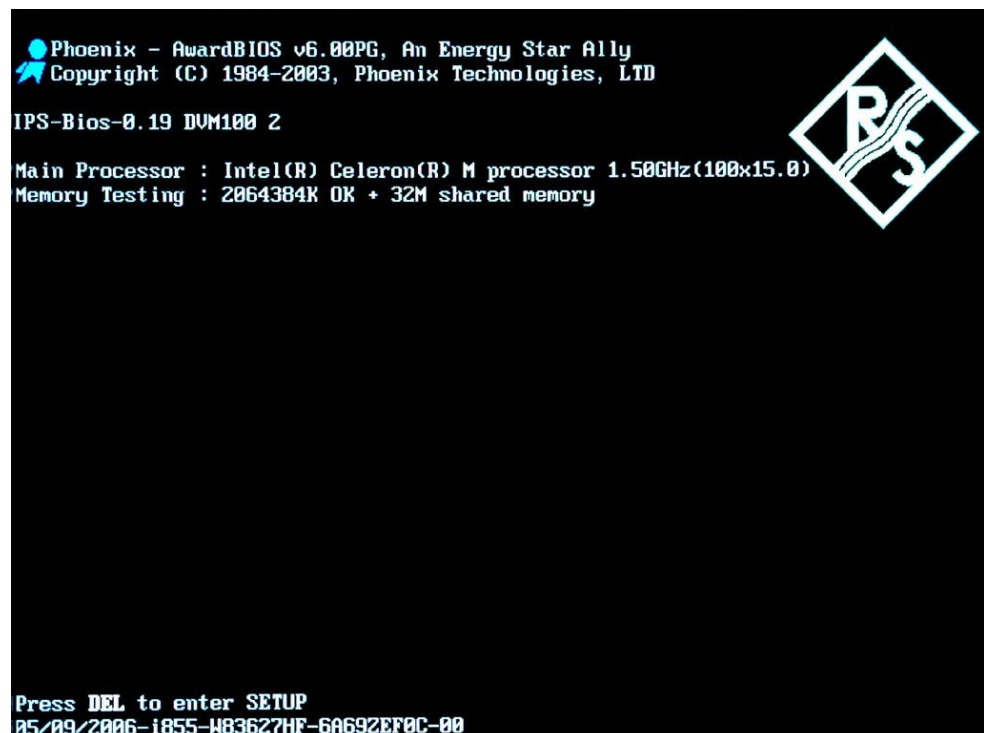 Phoenix - AwardBIOS v6.00PG, An Energy Star Ally
Copyright (C) 1984-2003, Phoenix Technologies, LTD
R S
IPS-Bios-0.19 DVM100 2
Main Processor : Intel(R) Celeron(R) M processor 1.50GHz(100x15.0)
Memory Testing : 2064384K OK + 32M shared memory
Press DEL to enter SETUP
05/09/2006-i855-W83627HF-6A69ZEF0C-00